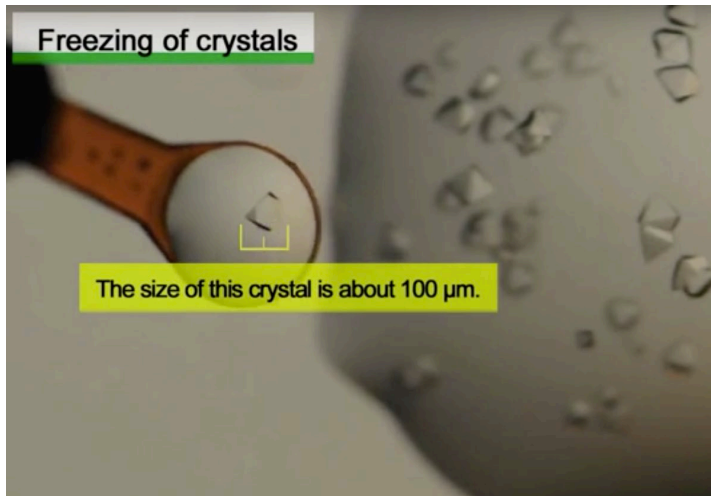 Freezing of crystals
The size of this crystal is about 100 µm.